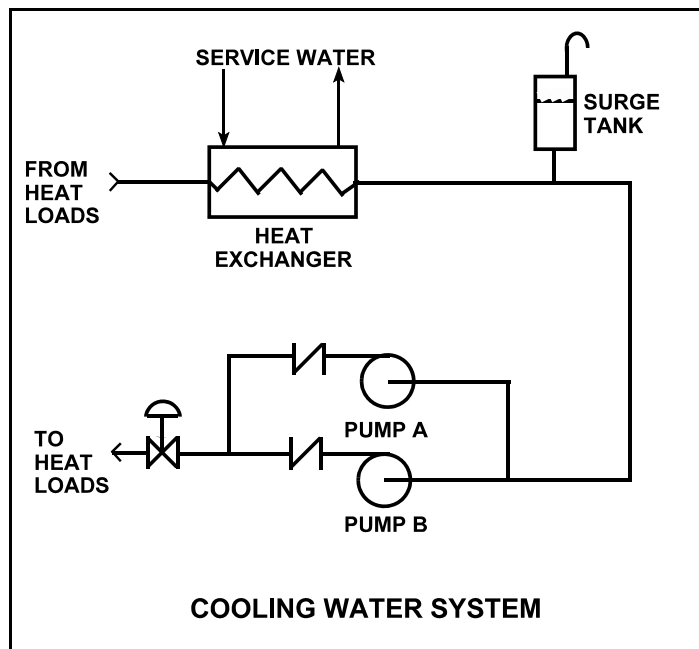 SERVICE WATER
SURGE
TANK
FROM
HEAT
LOADS
HEAT
EXCHANGER
PUMP A
TO
HEAT
LOADS
PUMP B
COOLING WATER SYSTEM